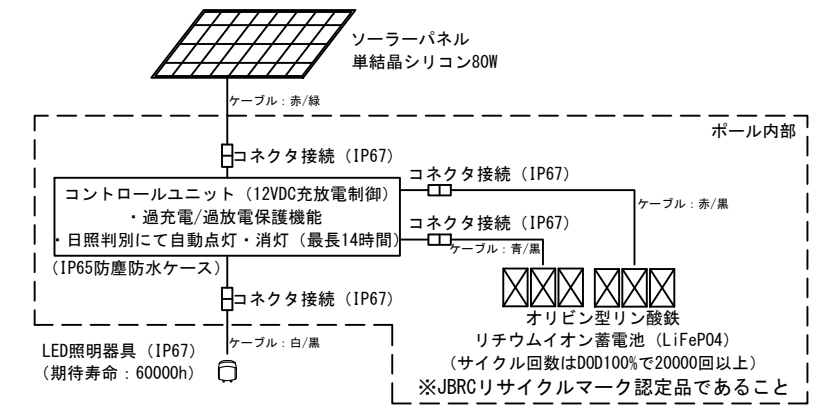 ソーラーパネル
単結晶シリコン80W
ケーブル：赤/緑
ポール内部
コネクタ接続（IP67）
コネクタ接続（IP67）
コントロールユニット（12VDC充放電制御）
・過充電/過放電保護機能
・日照判別にて自動点灯・消灯（最長14時間）
ケーブル：赤/黒
コネクタ接続（IP67）
ケーブル：青/黒
（IP65防塵防水ケース）
コネクタ接続（IP67）
オリビン型リン酸鉄
リチウムイオン蓄電池（LiFePO4）
（サイクル回数はDOD100%で20000回以上）
※JBRCリサイクルマーク認定品であること
ケーブル：白/黒
LED照明器具（IP67）
（期待寿命：60000h）